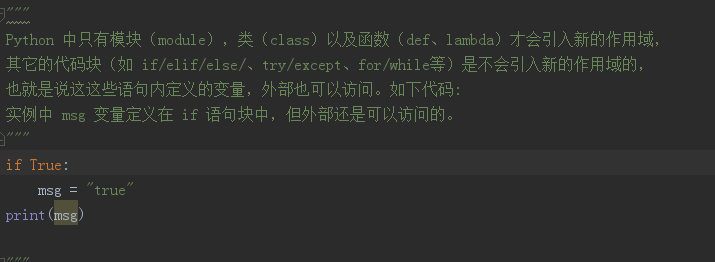 """
Python 中只有模块（module），类（class）以及函数（def、lambda）才会引入新的作用域，
其它的代码块（如 if/elif/else/、try/except、for/while等）是不会引入新的作用域的，
也就是说这这些语句内定义的变量，外部也可以访问。如下代码：
实例中 msg 变量定义在 if 语句块中，但外部还是可以访问的。
"""
if True:
    msg = "true"
print(msg)
"""